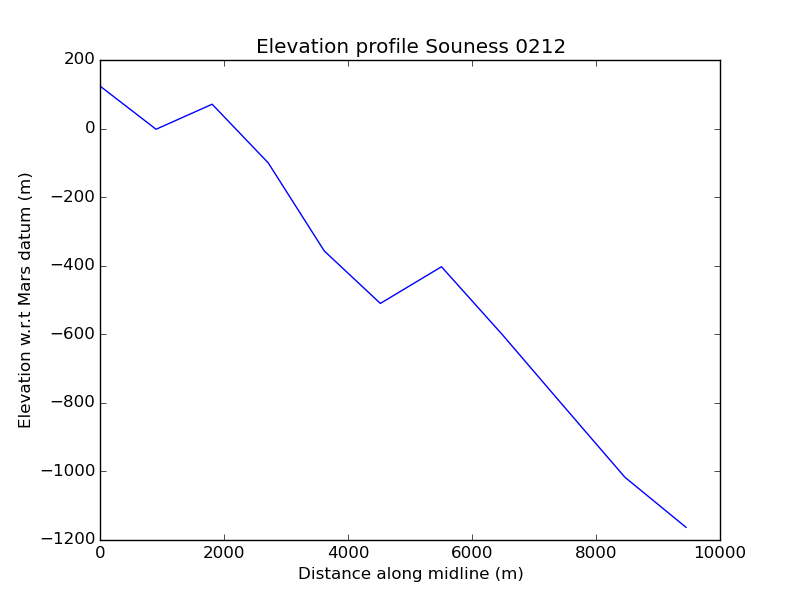 Elevation profile Souness 0212
200
0
−200
−400
−600
−800
−1000
−1200
Elevation w.r.t Mars datum (m)
0 2000 4000 6000 8000 10000
Distance along midline (m)